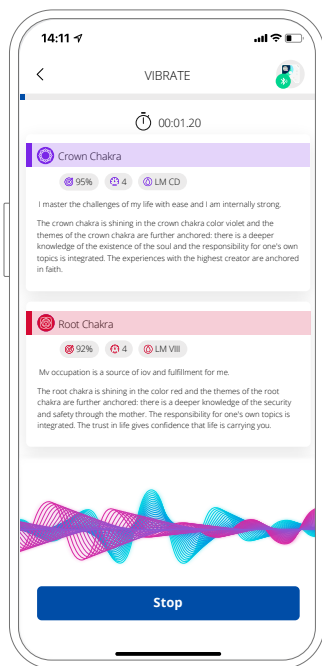 14:11
VIBRATE
00:01.20
Crown Chakra
95% 4 LM CD
I master the challenges of my life with ease and I am internally strong.
The crown chakra is shining in the crown chakra color violet and the
themes of the crown chakra are further anchored: there is a deeper
knowledge of the existence of the soul and the responsibility for one's own
topics is integrated. The experiences with the highest creator are anchored
in faith.
Root Chakra
92% 4 LM VIII
My occupation is a source of joy and fulfillment for me.
The root chakra is shining in the color red and the themes of the root
chakra are further anchored: there is a deeper knowledge of the security
and safety through the mother. The responsibility for one's own topics is
integrated. The trust in life gives confidence that life is carrying you.
Stop